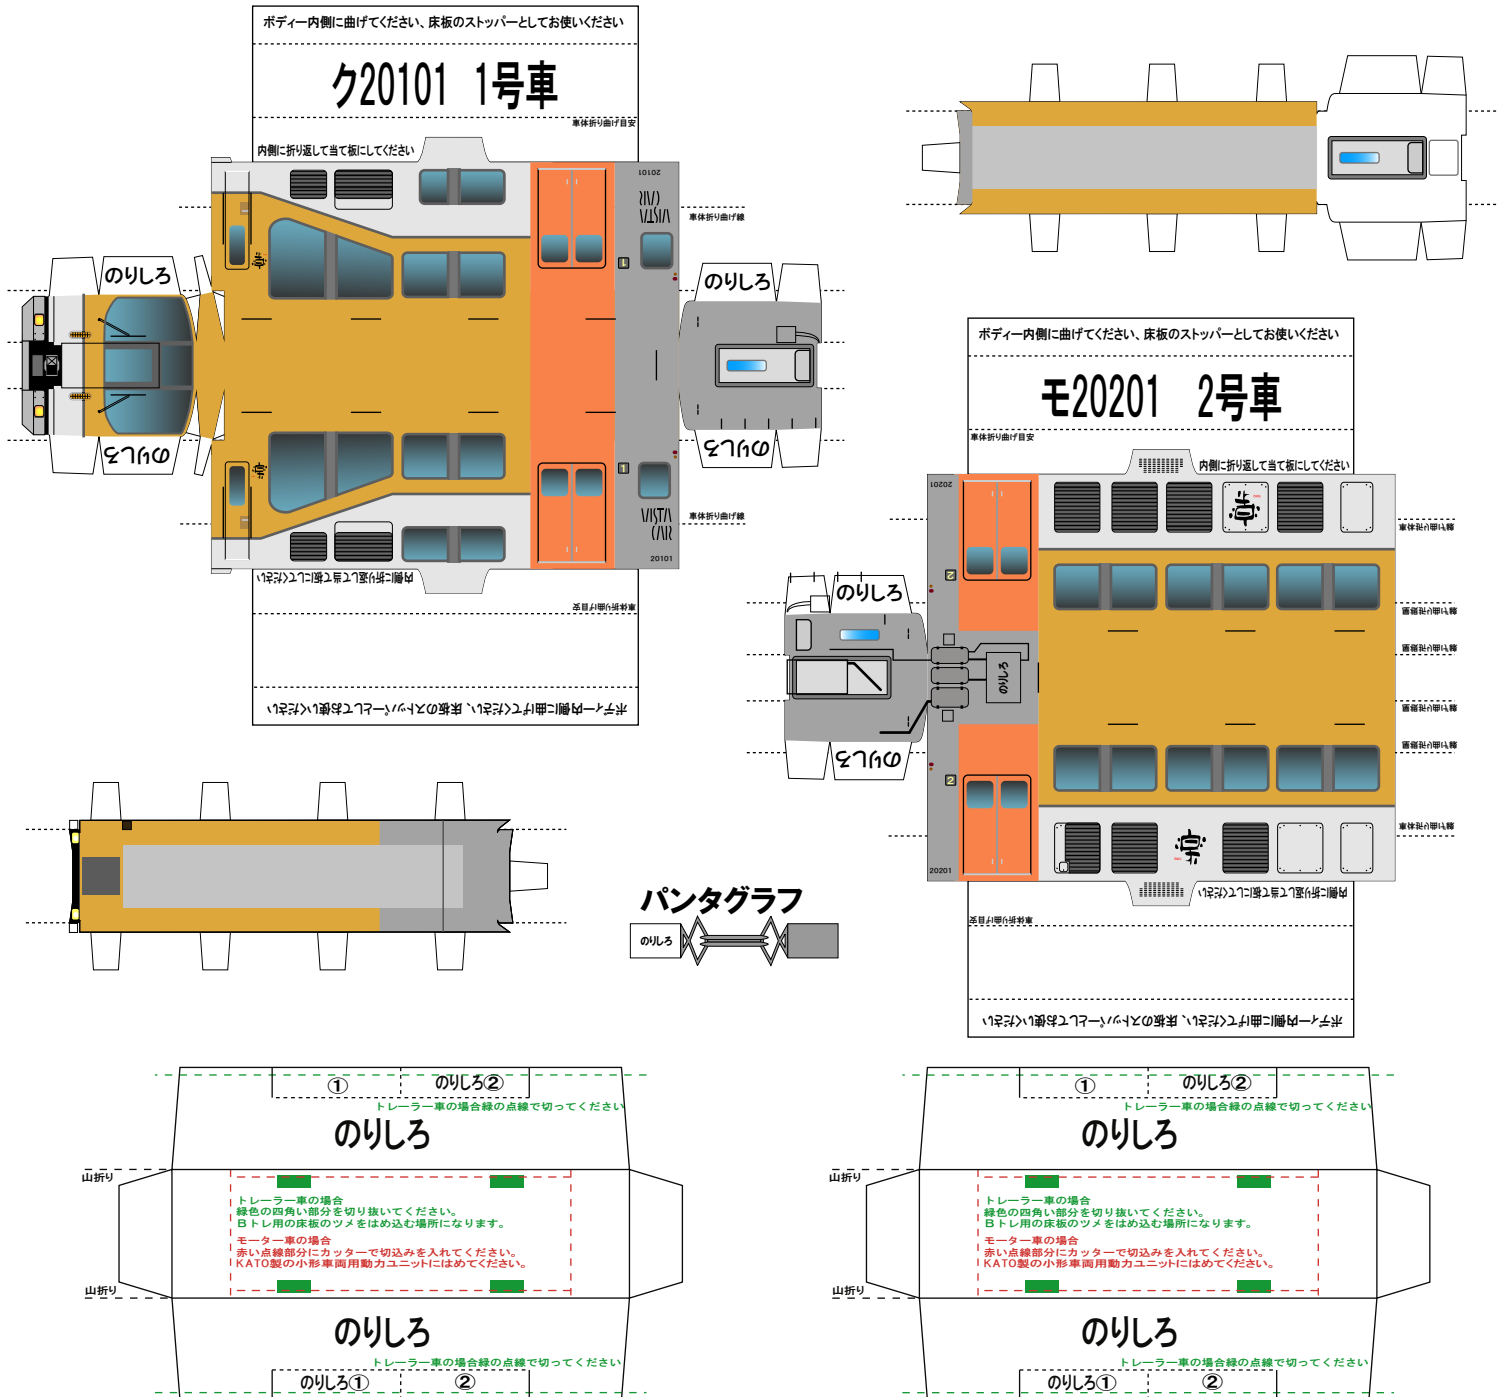 ボディー内側に曲げてください、床板のストッパーとしてお使いください
ク20101 1号車
車体折り曲げ目安
内側に折り返して当て板にしてください
20101
VISTA CAR
車体折り曲げ線
1
のりしろ
のりしろ
のりしろ
のりしろ
1
VISTA
CAR
車体折り曲げ線
20101
内側に折り返して当て板にしてください
車体折り曲げ目安
ボディー内側に曲げてください、床板のストッパーとしてお使いください
ボディー内側に曲げてください、床板のストッパーとしてお使いください
モ20201 2号車
車体折り曲げ目安
内側に折り返して当て板にしてください
20201
車体折り曲げ線
2
のりしろ
のりしろ
のりしろ
2
車体折り曲げ線
20201
内側に折り返して当て板にしてください
車体折り曲げ目安
ボディー内側に曲げてください、床板のストッパーとしてお使いください
パンタグラフ
のりしろ
① のりしろ②
トレーラー車の場合緑の点線で切ってください
のりしろ
山折り
トレーラー車の場合
緑色の四角い部分を切り抜いてください。
Bトレ用の床板のツメをはめ込む場所になります。
モーター車の場合
赤い点線部分にカッターで切込みを入れてください。
KATO製の小形車両用動力ユニットにはめてください。
山折り
のりしろ
トレーラー車の場合緑の点線で切ってください
のりしろ① ②
① のりしろ②
トレーラー車の場合緑の点線で切ってください
のりしろ
山折り
トレーラー車の場合
緑色の四角い部分を切り抜いてください。
Bトレ用の床板のツメをはめ込む場所になります。
モーター車の場合
赤い点線部分にカッターで切込みを入れてください。
KATO製の小形車両用動力ユニットにはめてください。
山折り
のりしろ
トレーラー車の場合緑の点線で切ってください
のりしろ① ②